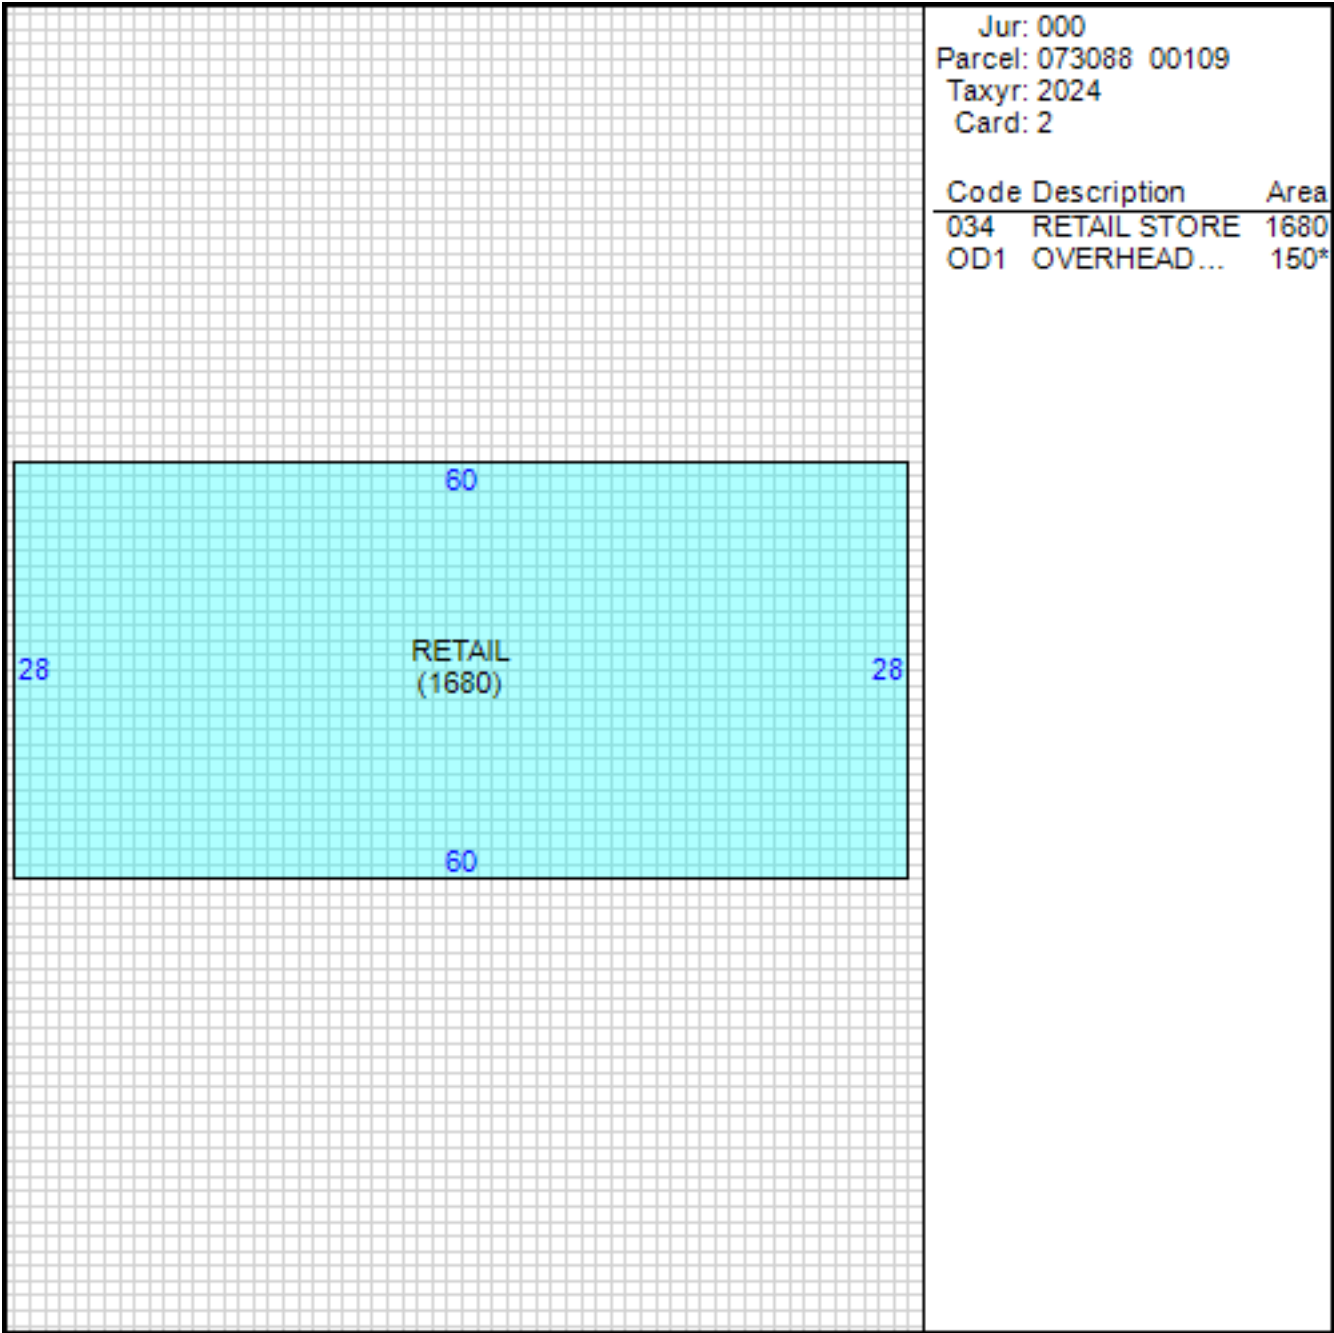 Jur: 000
Parcel: 073088 00109
Taxyr: 2024
Card: 2
Code Description Area
034 RETAIL STORE 1680
OD1 OVERHEAD... 150*
60
RETAIL
(1680)
28 28
60